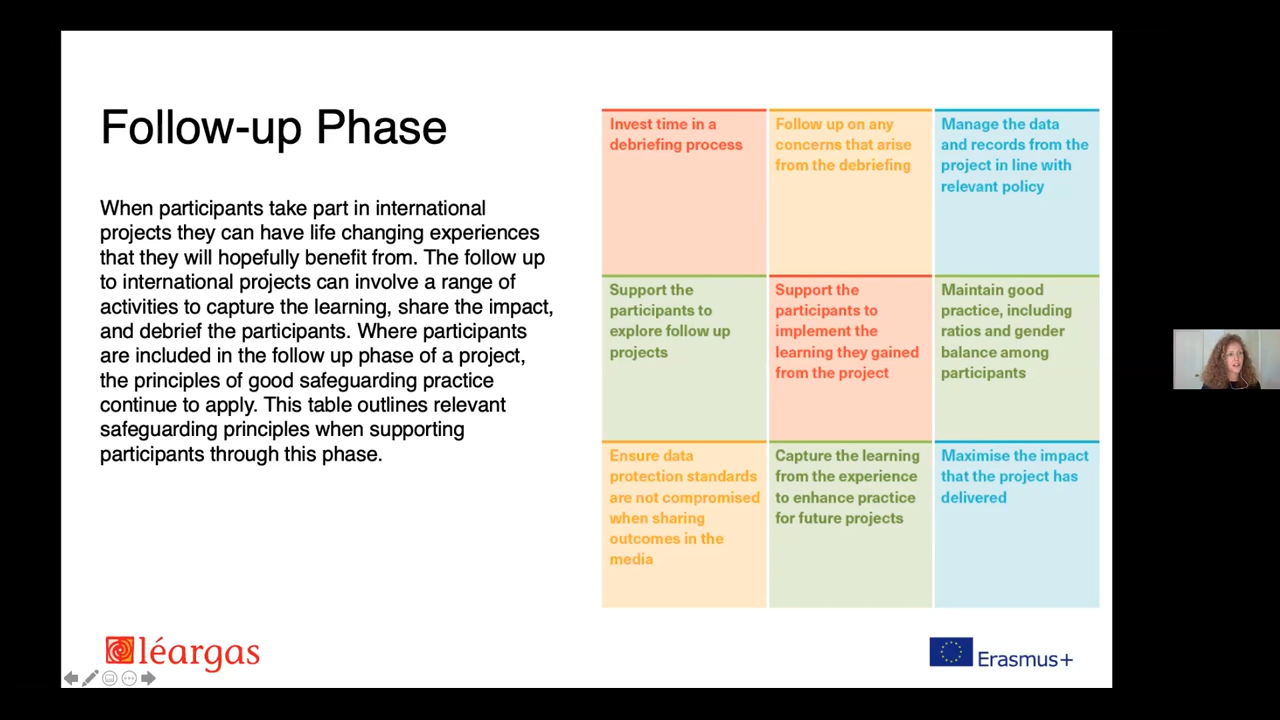 Follow-up Phase
When participants take part in international
projects they can have life changing experiences
that they will hopefully benefit from. The follow up
to international projects can involve a range of
activities to capture the learning, share the impact,
and debrief the participants. Where participants
are included in the follow up phase of a project,
the principles of good safeguarding practice
continue to apply. This table outlines relevant
safeguarding principles when supporting
participants through this phase.
Invest time in a
debriefing process
Follow up on any
concerns that arise
from the debriefing
Manage the data
and records from the
project in line with
relevant policy
Support the
participants to
explore follow up
projects
Support the
participants to
implement the
learning they gained
from the project
Maintain good
practice, including
ratios and gender
balance among
participants
Ensure data
protection standards
are not compromised
when sharing
outcomes in the
media
Capture the learning
from the experience
to enhance practice
for future projects
Maximise the impact
that the project has
delivered
léargas
Erasmus+